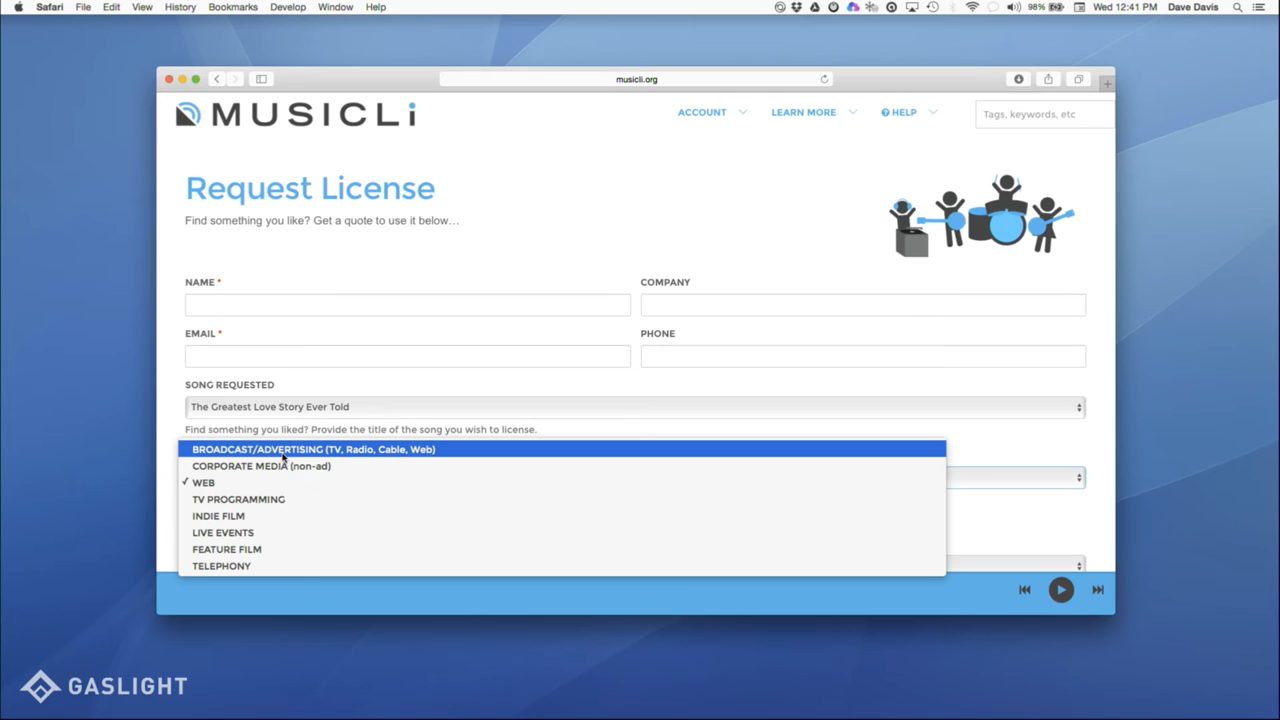 Safari File Edit View History Bookmarks Develop Window Help 98% Wed 12:41 PM Dave Davis
musicli.org
MUSICLi ACCOUNT LEARN MORE HELP Tags, keywords, etc
Request License
Find something you like? Get a quote to use it below…
NAME * COMPANY
EMAIL * PHONE
SONG REQUESTED
The Greatest Love Story Ever Told
Find something you liked? Provide the title of the song you wish to license.
BROADCAST/ADVERTISING (TV, Radio, Cable, Web)
CORPORATE MEDIA (non-ad)
✓ WEB
TV PROGRAMMING
INDIE FILM
LIVE EVENTS
FEATURE FILM
TELEPHONY
GASLIGHT